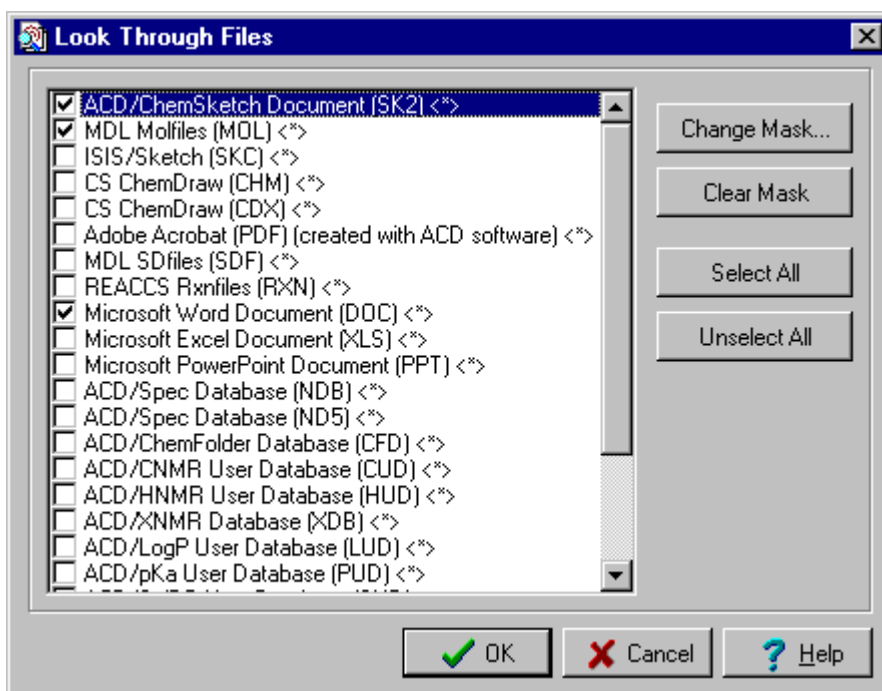 Look Through Files
ACD/ChemSketch Document (SK2) <*>
MDL Molfiles (MOL) <*>
ISIS/Sketch (SKC) <*>
CS ChemDraw (CHM) <*>
CS ChemDraw (CDX) <*>
Adobe Acrobat (PDF) (created with ACD software) <*>
MDL SDfiles (SDF) <*>
REACCS Rxnfiles (RXN) <*>
Microsoft Word Document (DOC) <*>
Microsoft Excel Document (XLS) <*>
Microsoft PowerPoint Document (PPT) <*>
ACD/Spec Database (NDB) <*>
ACD/Spec Database (ND5) <*>
ACD/ChemFolder Database (CFD) <*>
ACD/CNMR User Database (CUD) <*>
ACD/HNMR User Database (HUD) <*>
ACD/XNMR Database (XDB) <*>
ACD/LogP User Database (LUD) <*>
ACD/pKa User Database (PUD) <*>
Change Mask...
Clear Mask
Select All
Unselect All
OK
Cancel
Help